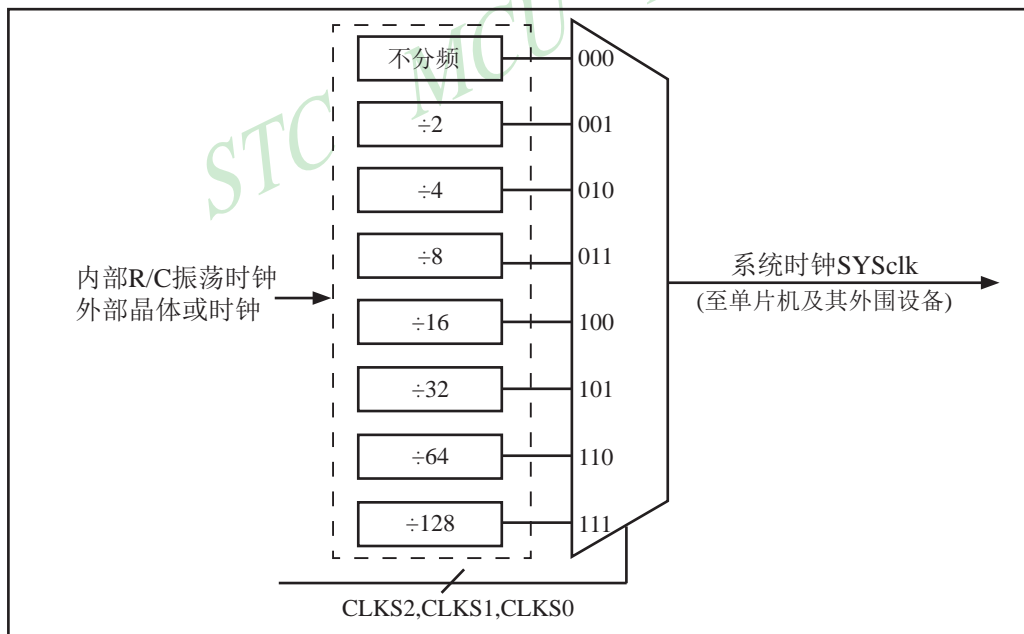 STC MCU
不分频
000
÷2
001
÷4
010
÷8
011
÷16
100
÷32
101
÷64
110
÷128
111
内部R/C振荡时钟
外部晶体或时钟
系统时钟SYSclk
(至单片机及其外围设备)
CLKS2,CLKS1,CLKS0